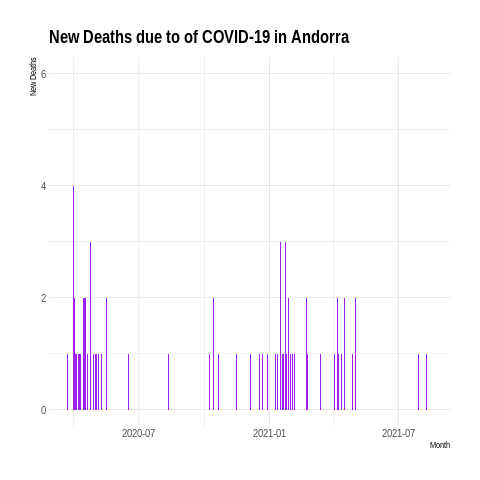 New Deaths due to of COVID-19 in Andorra
New Deaths
6
4
2
0
2020-07 2021-01 2021-07
Month